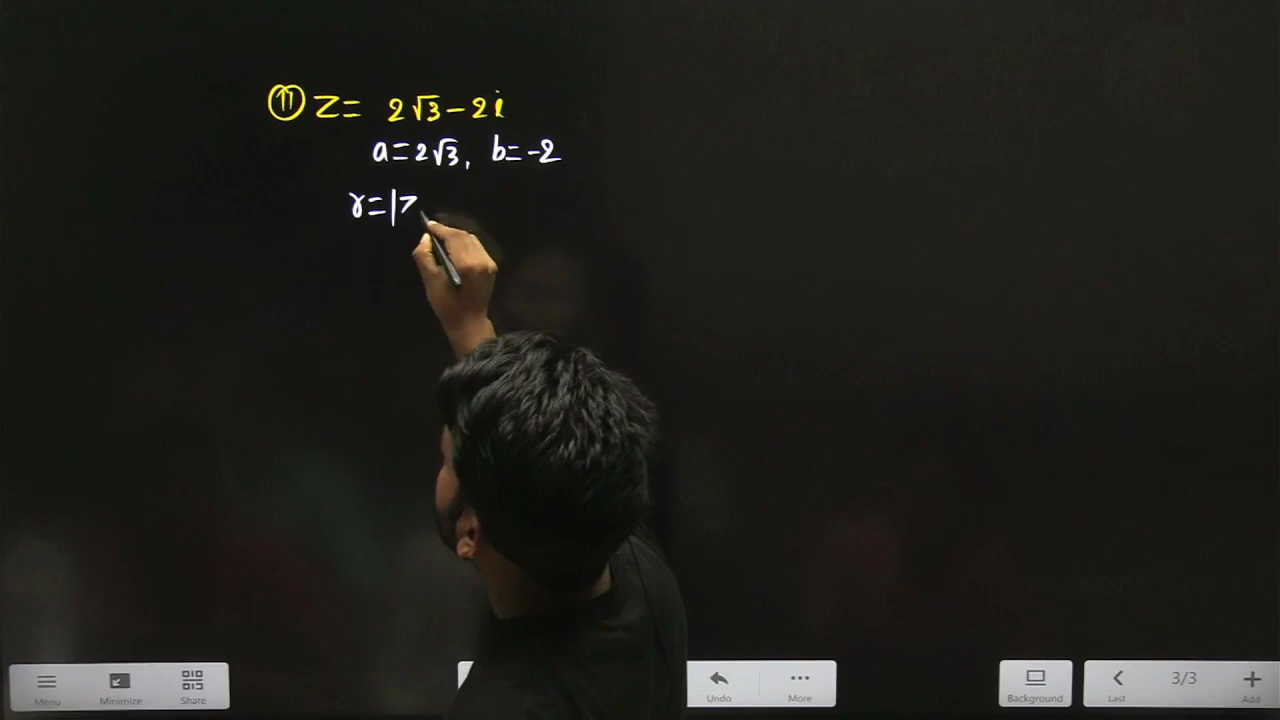 (11) Z = 2√3 - 2i
a = 2√3, b = -2
r = |z
Menu Minimize Share Undo More Background Last 3/3 Add